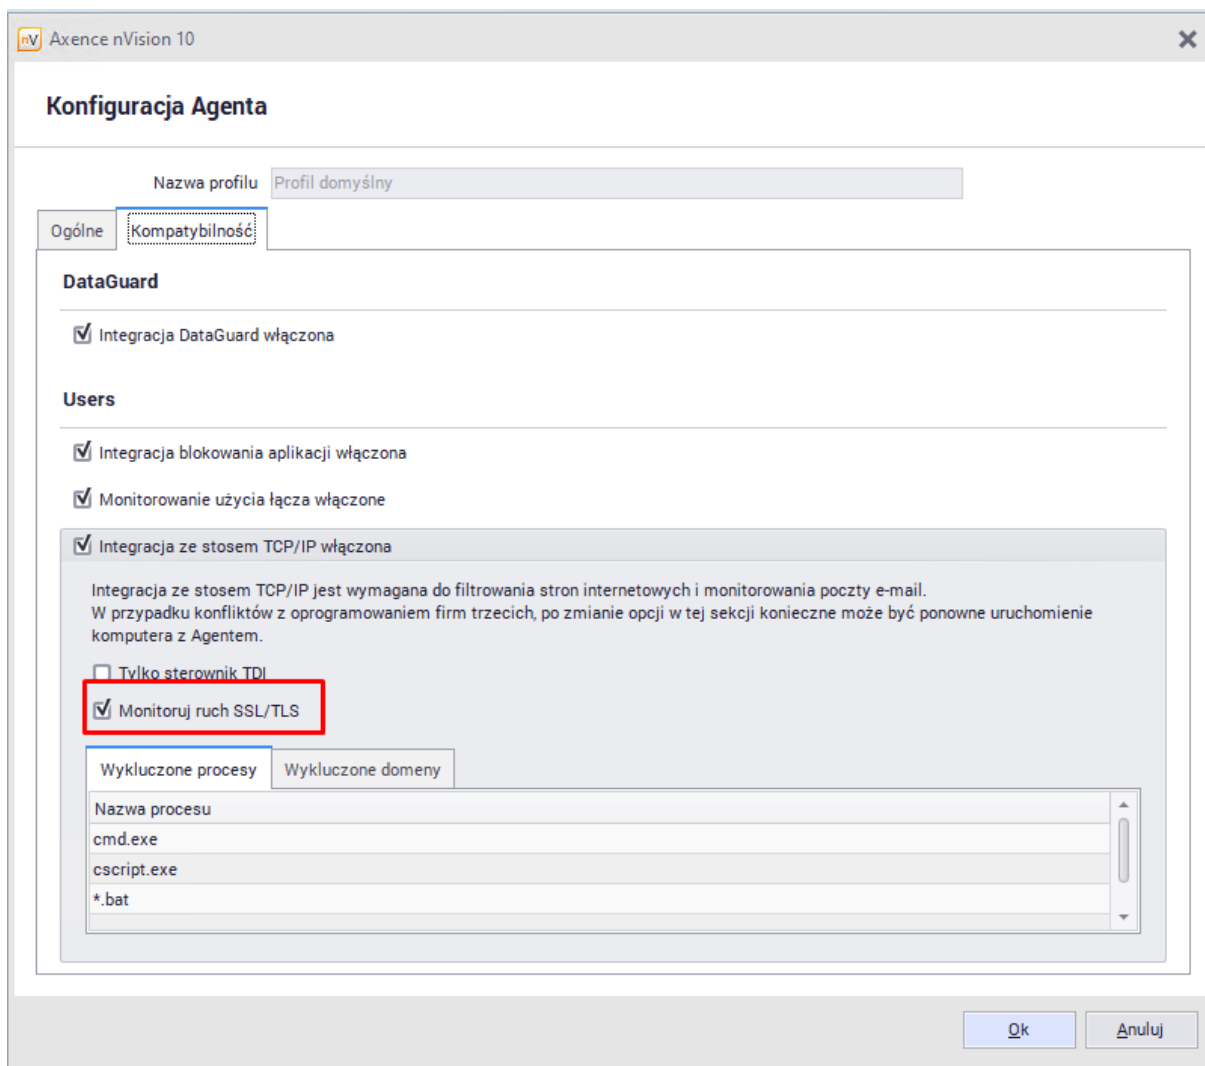 nV Axence nVision 10
Konfiguracja Agenta
Nazwa profilu Profil domyślny
Ogólne Kompatybilność
DataGuard
Integracja DataGuard włączona
Users
Integracja blokowania aplikacji włączona
Monitorowanie użycia łącza włączone
Integracja ze stosem TCP/IP włączona
Integracja ze stosem TCP/IP jest wymagana do filtrowania stron internetowych i monitorowania poczty e-mail.
W przypadku konfliktów z oprogramowaniem firm trzecich, po zmianie opcji w tej sekcji konieczne może być ponowne uruchomienie
komputera z Agentem.
Tylko sterownik TDI
Monitoruj ruch SSL/TLS
Wykluczone procesy Wykluczone domeny
Nazwa procesu
cmd.exe
cscript.exe
*.bat
Ok Anuluj